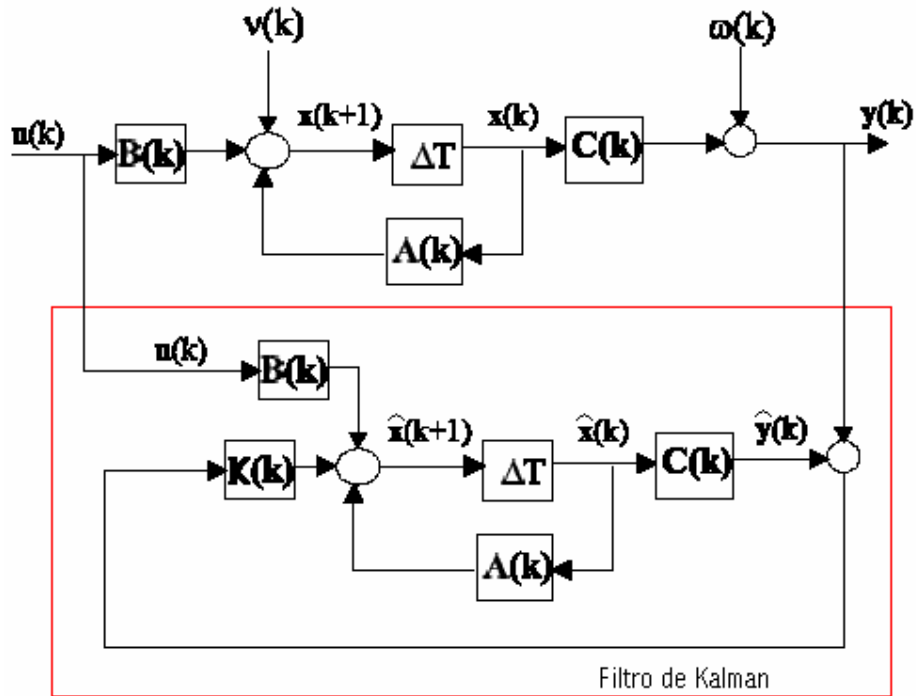 ν(k)
ω(k)
u(k)
B(k)
x(k+1)
ΔT
x(k)
C(k)
y(k)
A(k)
u(k)
B(k)
K(k)
x̂(k+1)
ΔT
x̂(k)
C(k)
ŷ(k)
A(k)
Filtro de Kalman